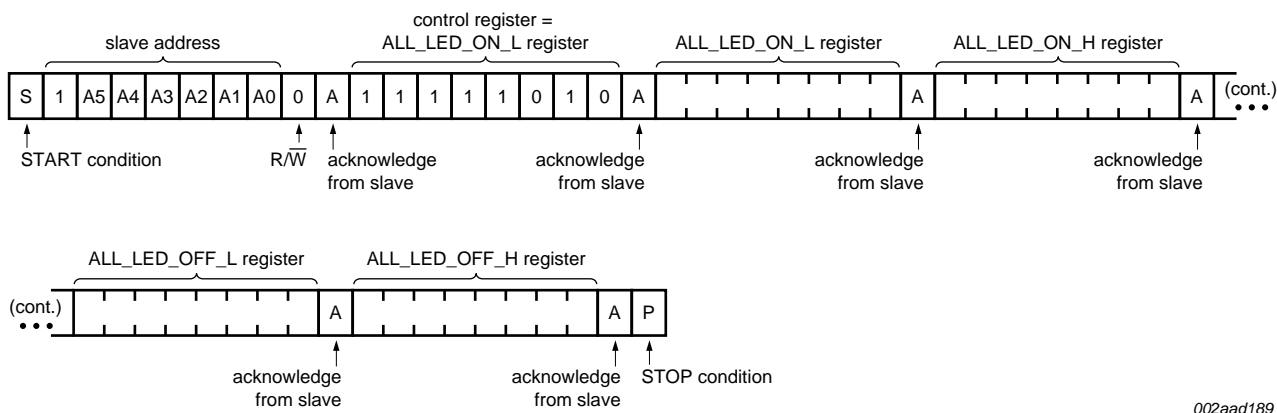 control register =
slave address ALL_LED_ON_L register ALL_LED_ON_L register ALL_LED_ON_H register
S 1 A5 A4 A3 A2 A1 A0 0 A 1 1 1 1 1 0 1 0 A A A (cont.)
START condition R/W̅ acknowledge acknowledge acknowledge acknowledge
from slave from slave from slave from slave
ALL_LED_OFF_L register ALL_LED_OFF_H register
(cont.) A A P
acknowledge acknowledge STOP condition
from slave from slave
002aad189